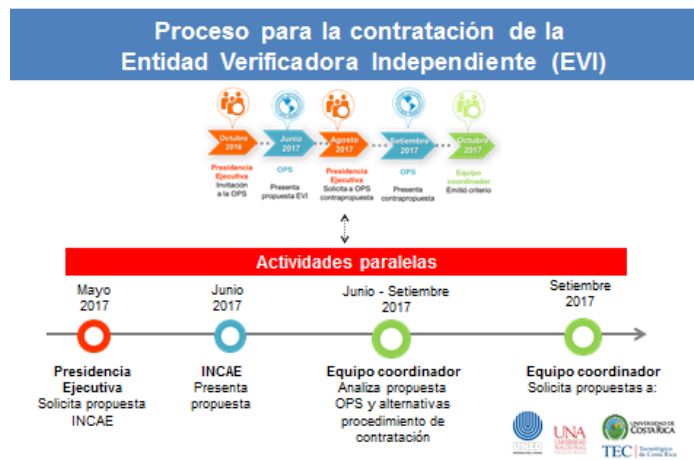 Proceso para la contratación de la
Entidad Verificadora Independiente (EVI)
Octubre
2016
Junio
2017
Agosto
2017
Setiembre
2017
Octubre
2017
Presidencia
Ejecutiva
Invitación
a la OPS
OPS
Presenta
propuesta EVI
Presidencia
Ejecutiva
Solicita a OPS
contrapropuesta
OPS
Presenta
contrapropuesta
Equipo
coordinador
Emitió criterio
Actividades paralelas
Mayo
2017
Junio
2017
Junio - Setiembre
2017
Setiembre
2017
Presidencia
Ejecutiva
Solicita propuesta
INCAE
INCAE
Presenta
propuesta
Equipo coordinador
Analiza propuesta
OPS y alternativas
procedimiento de
contratación
Equipo coordinador
Solicita propuestas a:
UNED
UNA
UNIVERSIDAD
NACIONAL
UNIVERSIDAD DE
COSTA RICA
TEC Tecnológico
de Costa Rica